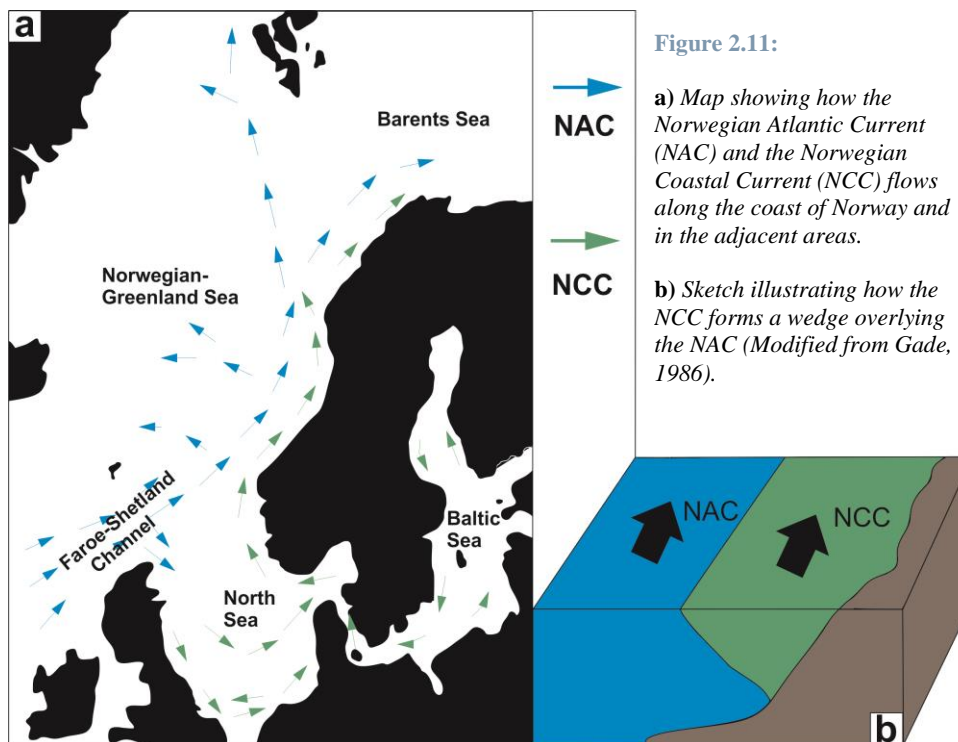 a
Barents Sea
Norwegian-
Greenland Sea
Faroe-Shetland
Channel
North
Sea
Baltic
Sea
NAC
NCC
Figure 2.11:
a) Map showing how the
Norwegian Atlantic Current
(NAC) and the Norwegian
Coastal Current (NCC) flows
along the coast of Norway and
in the adjacent areas.
b) Sketch illustrating how the
NCC forms a wedge overlying
the NAC (Modified from Gade,
1986).
NAC
NCC
b